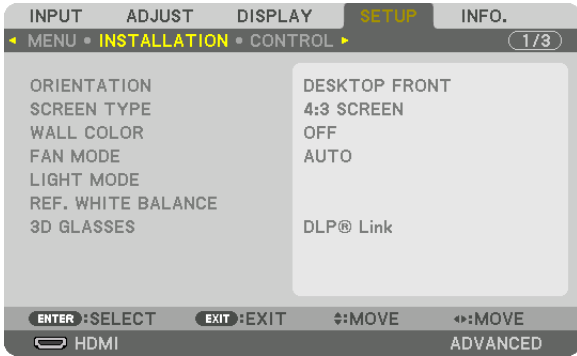 INPUT ADJUST DISPLAY SETUP INFO.
MENU • INSTALLATION • CONTROL 1/3
ORIENTATION DESKTOP FRONT
SCREEN TYPE 4:3 SCREEN
WALL COLOR OFF
FAN MODE AUTO
LIGHT MODE
REF. WHITE BALANCE
3D GLASSES DLP® Link
ENTER :SELECT EXIT :EXIT :MOVE :MOVE
HDMI ADVANCED